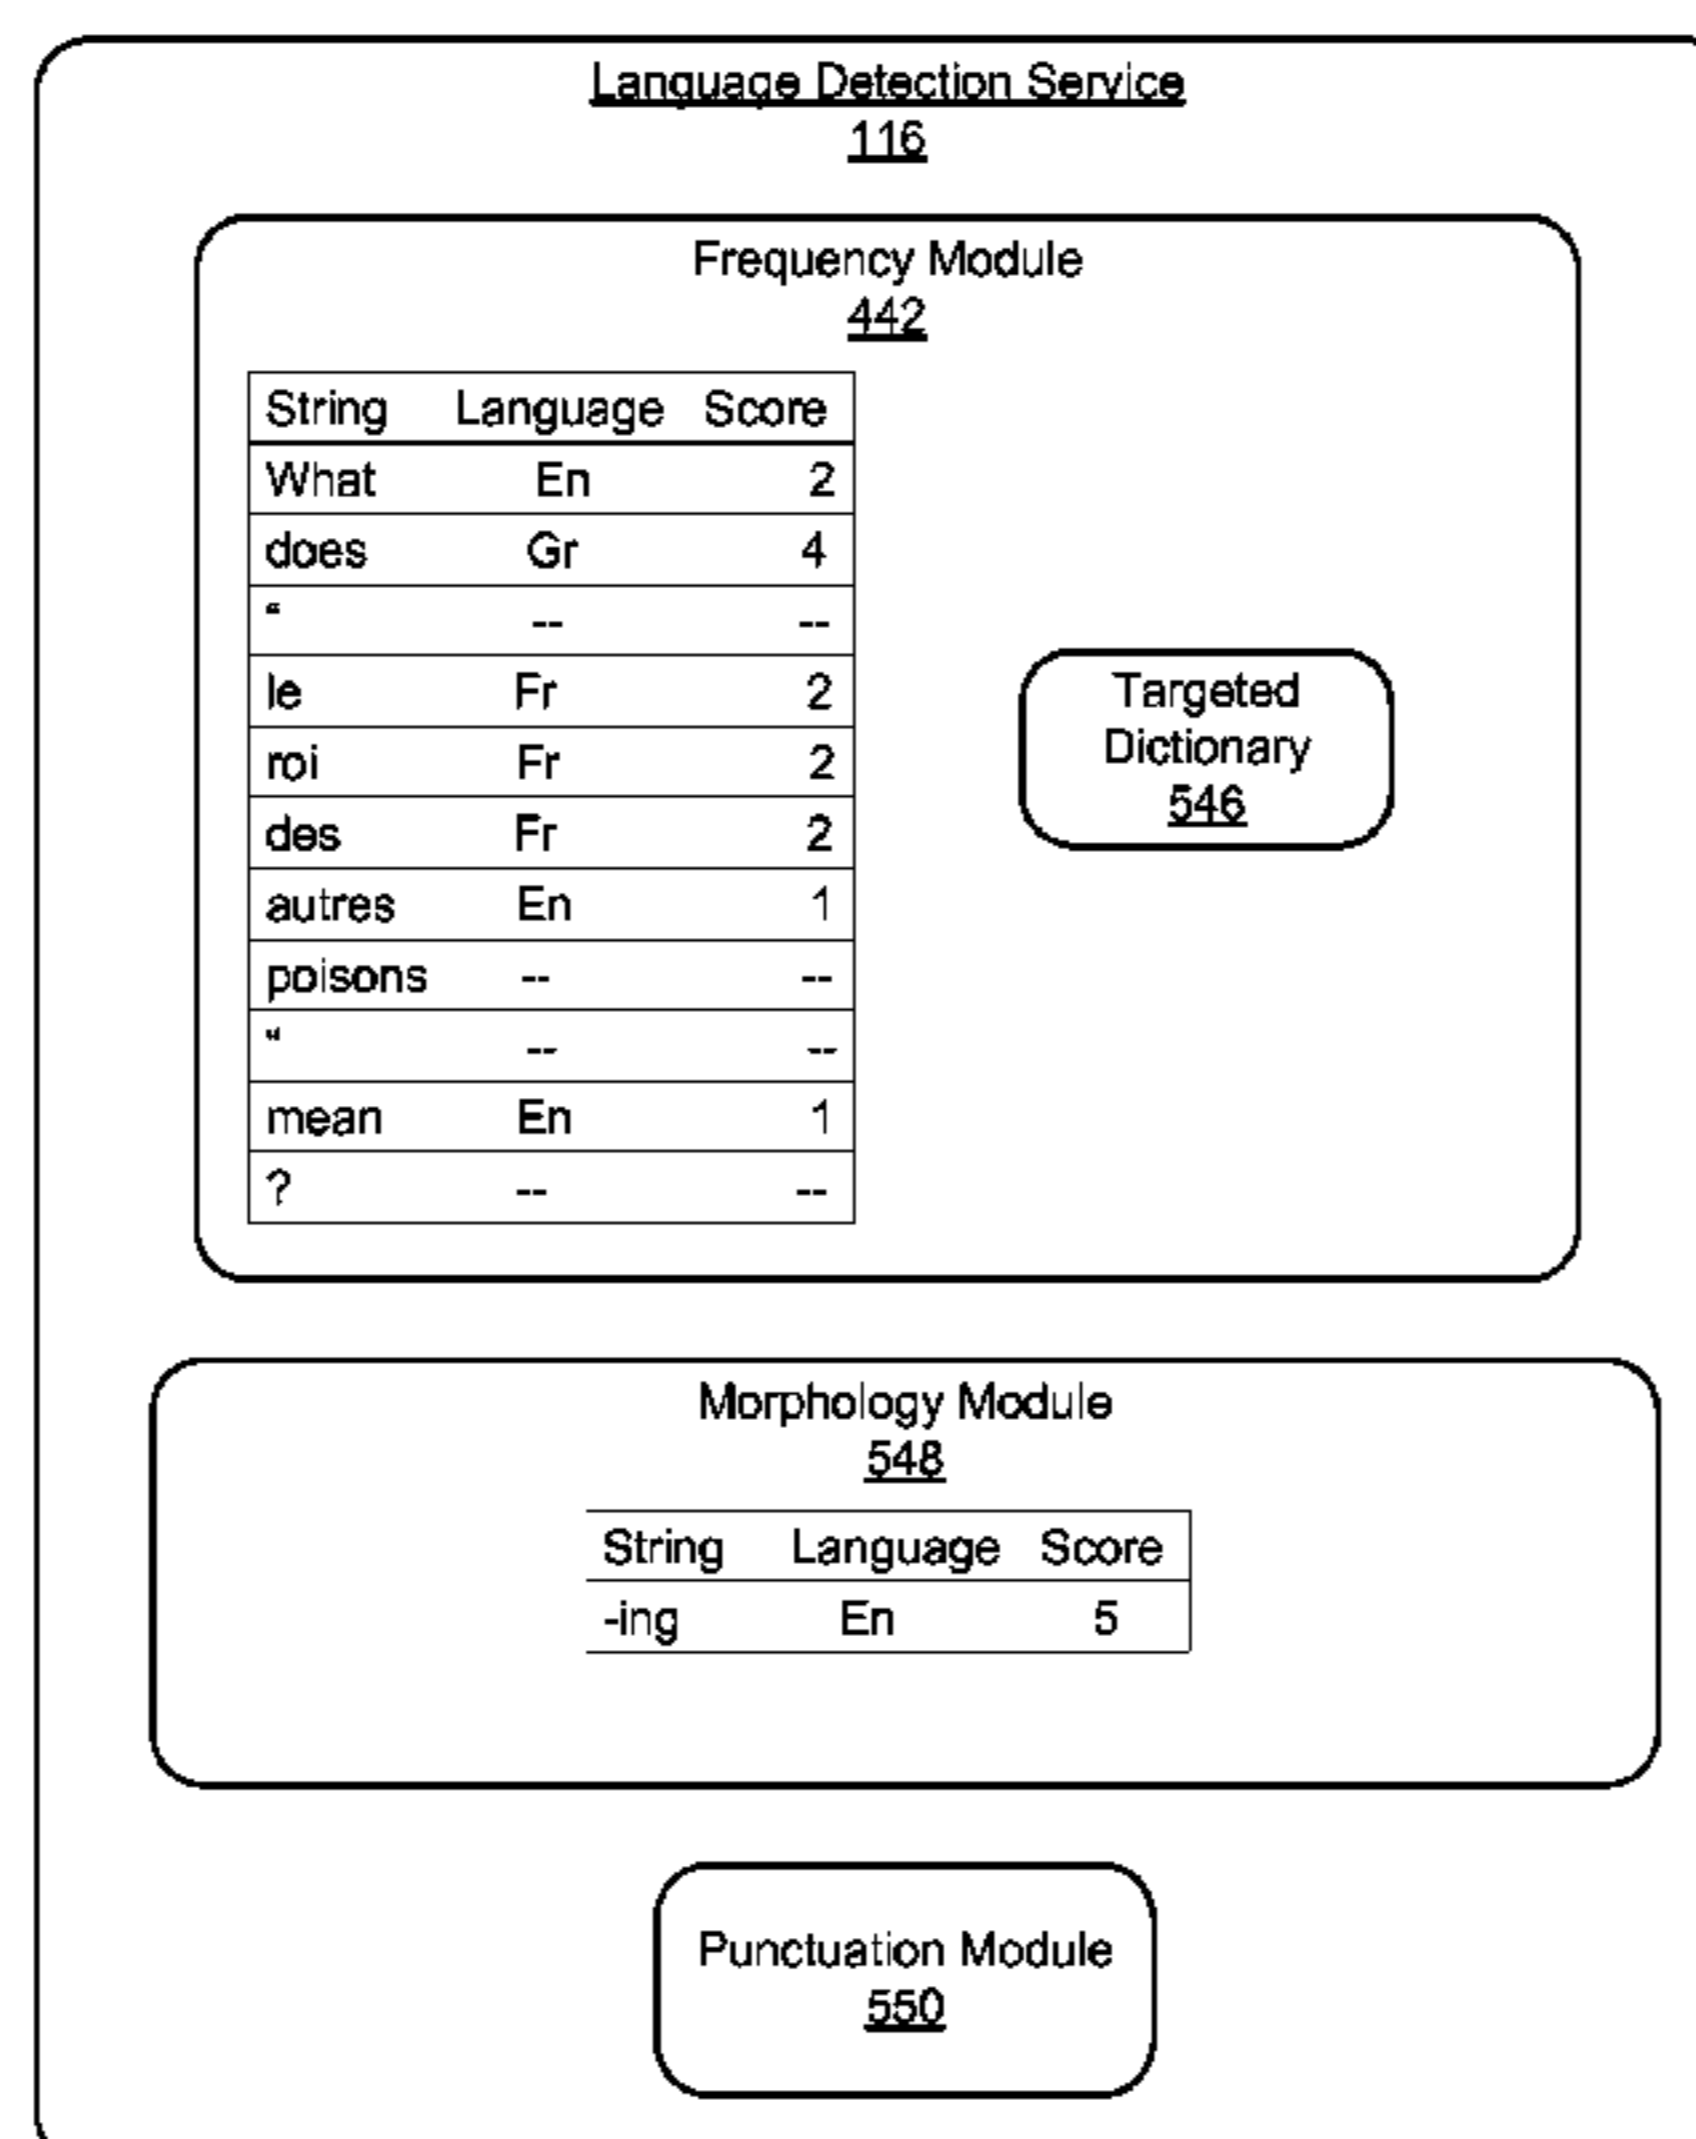 Language Detection Service
116
Frequency Module
442
String Language Score
What En 2
does Gr 4
“ -- --
le Fr 2
roi Fr 2
des Fr 2
autres En 1
poisons -- --
“ -- --
mean En 1
? -- --
Targeted
Dictionary
546
Morphology Module
548
String Language Score
-ing En 5
Punctuation Module
550